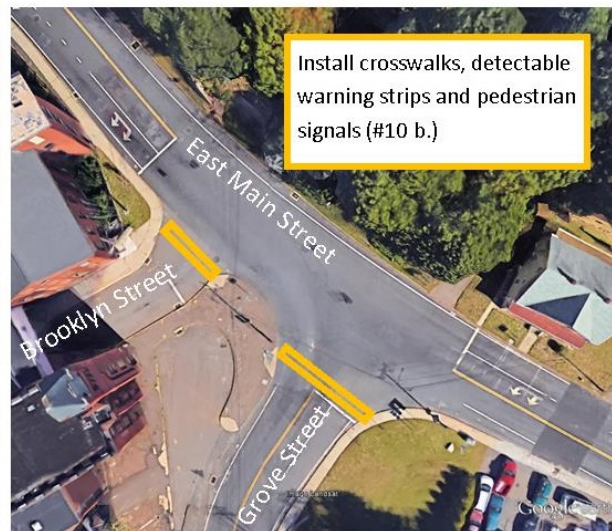 Install crosswalks, detectable
warning strips and pedestrian
signals (#10 b.)
East Main Street
Brooklyn Street
Grove Street
Google